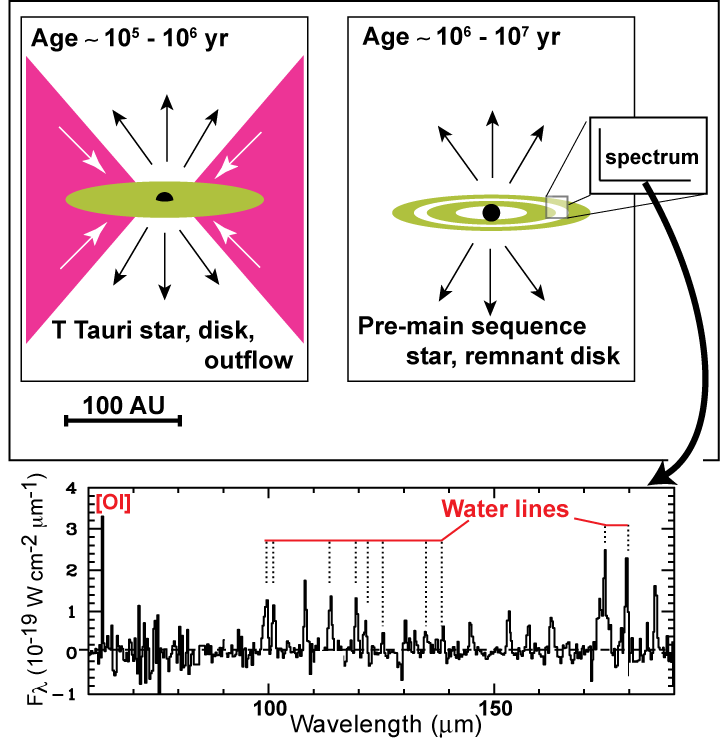 Age ~ 10⁵ - 10⁶ yr
T Tauri star, disk,
outflow
Age ~ 10⁶ - 10⁷ yr
spectrum
Pre-main sequence
star, remnant disk
100 AU
[OI]
Water lines
Fλ (10⁻¹⁹ W cm⁻² μm⁻¹)
4
3
2
1
0
−1
100
150
Wavelength (μm)